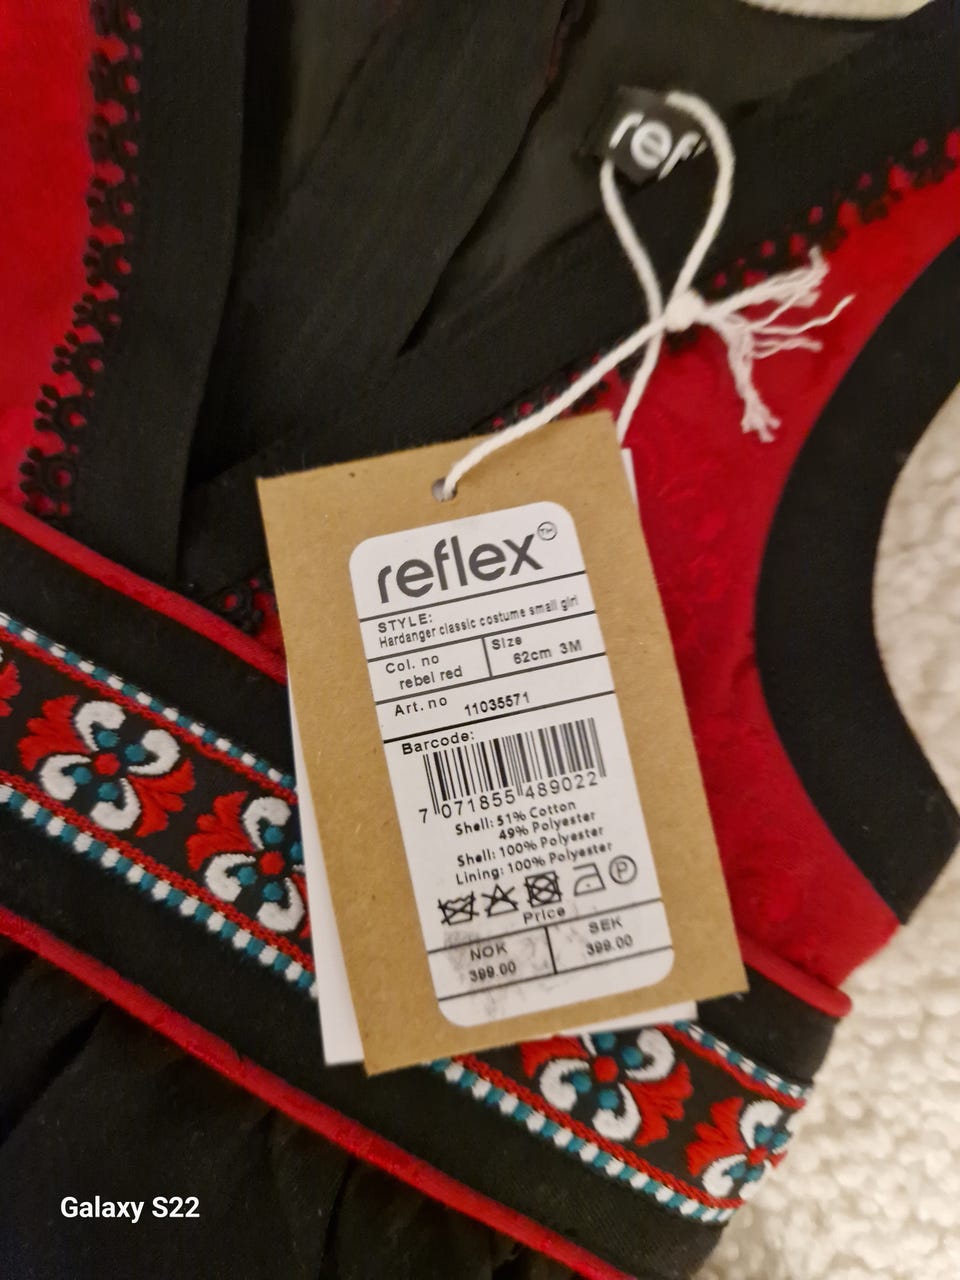 ref
reflex TM
STYLE:
Hardanger classic costume small girl
Col. no
rebel red
Size
62cm 3M
Art. no 11035571
Barcode:
7 071855 489022
Shell: 51% Cotton
49% Polyester
Shell: 100% Polyester
Lining: 100% Polyester
P
Price
NOK
399.00
SEK
399.00
Galaxy S22